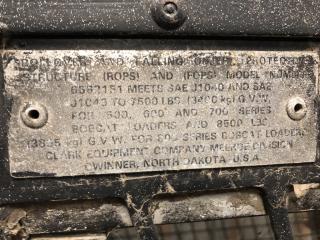 ROLLOVER AND FALLING OBJECT PROTECTIVE
STRUCTURE (ROPS) AND (FOPS) MODEL NUMBER
6562151 MEETS SAE J1040 AND SAE
J1043 TO 7500 LBS (3400 kg) G.V.W.
FOR 500, 600 AND 700 SERIES
BOBCAT LOADERS AND 8500 LBS
(3855 kg) G.V.W. FOR 800 SERIES BOBCAT LOADERS
CLARK EQUIPMENT COMPANY MELROE DIVISION
GWINNER, NORTH DAKOTA U.S.A.